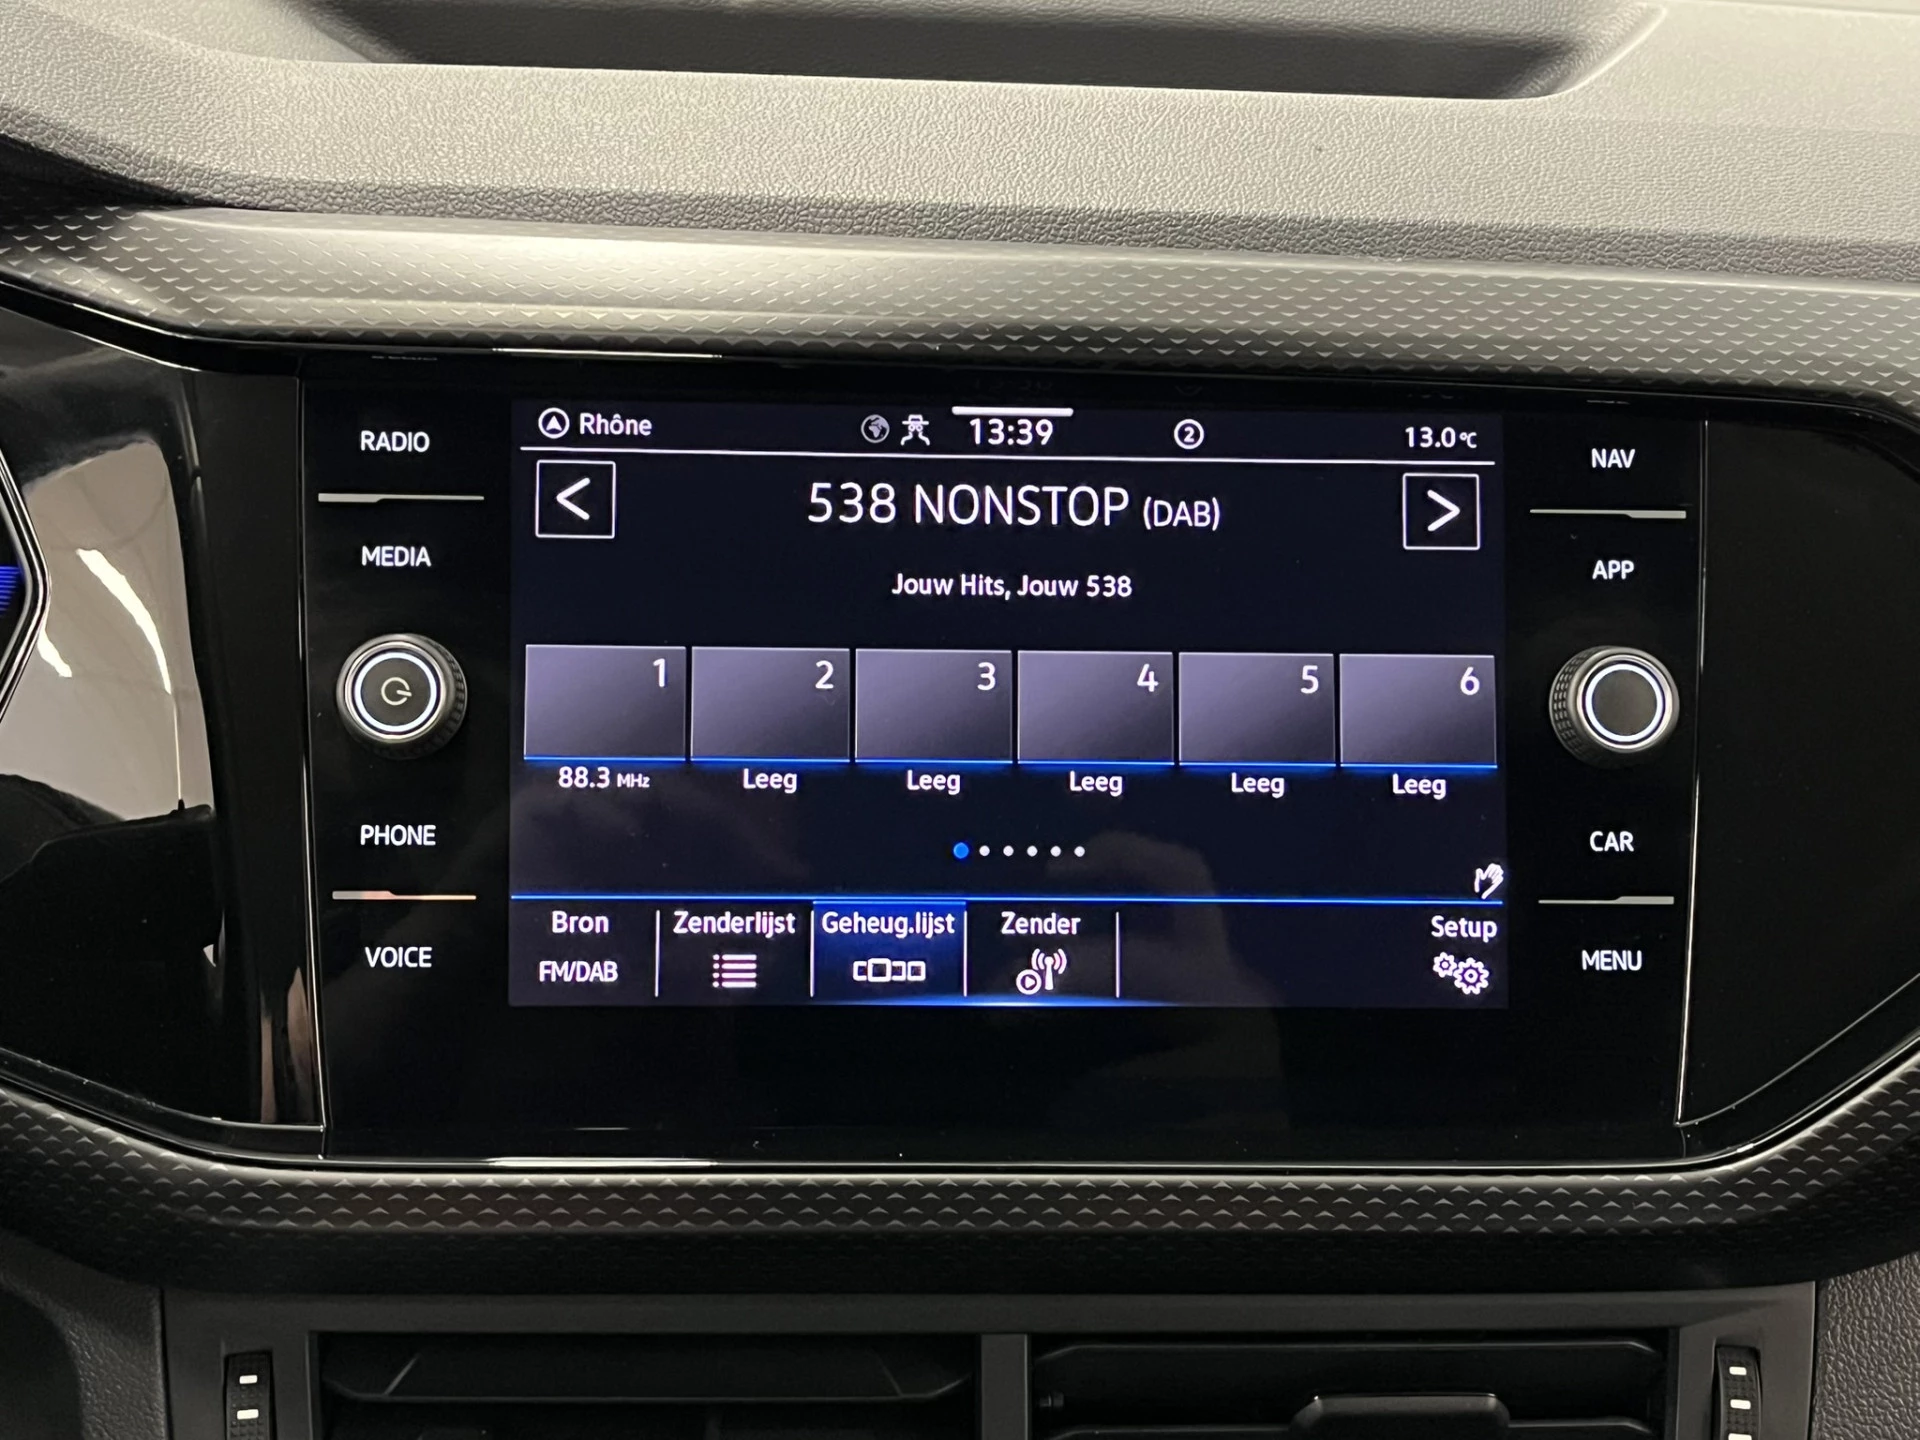 RADIO
MEDIA
PHONE
VOICE
Rhône
13:39
2
13.0°C
<
538 NONSTOP (DAB)
>
Jouw Hits, Jouw 538
1 2 3 4 5 6
88.3 MHz Leeg Leeg Leeg Leeg Leeg
Bron Zenderlijst Geheug.lijst Zender Setup
FM/DAB
NAV
APP
CAR
MENU